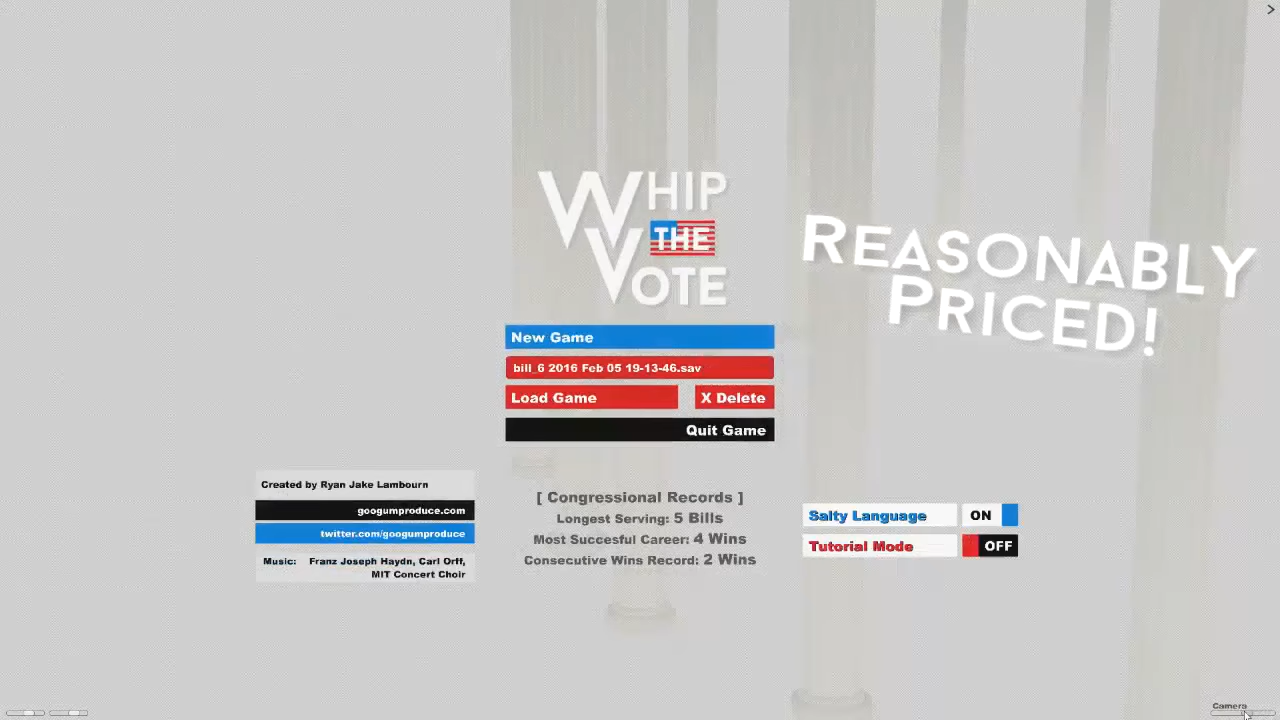 >
WHIP
THE
VOTE
REASONABLY
PRICED!
New Game
bill_6 2016 Feb 05 19-13-46.sav
Load Game
X Delete
Quit Game
Created by Ryan Jake Lambourn
googumproduce.com
twitter.com/googumproduce
Music: Franz Joseph Haydn, Carl Orff,
MIT Concert Choir
[ Congressional Records ]
Longest Serving: 5 Bills
Most Succesful Career: 4 Wins
Consecutive Wins Record: 2 Wins
Salty Language ON
Tutorial Mode OFF
Camera